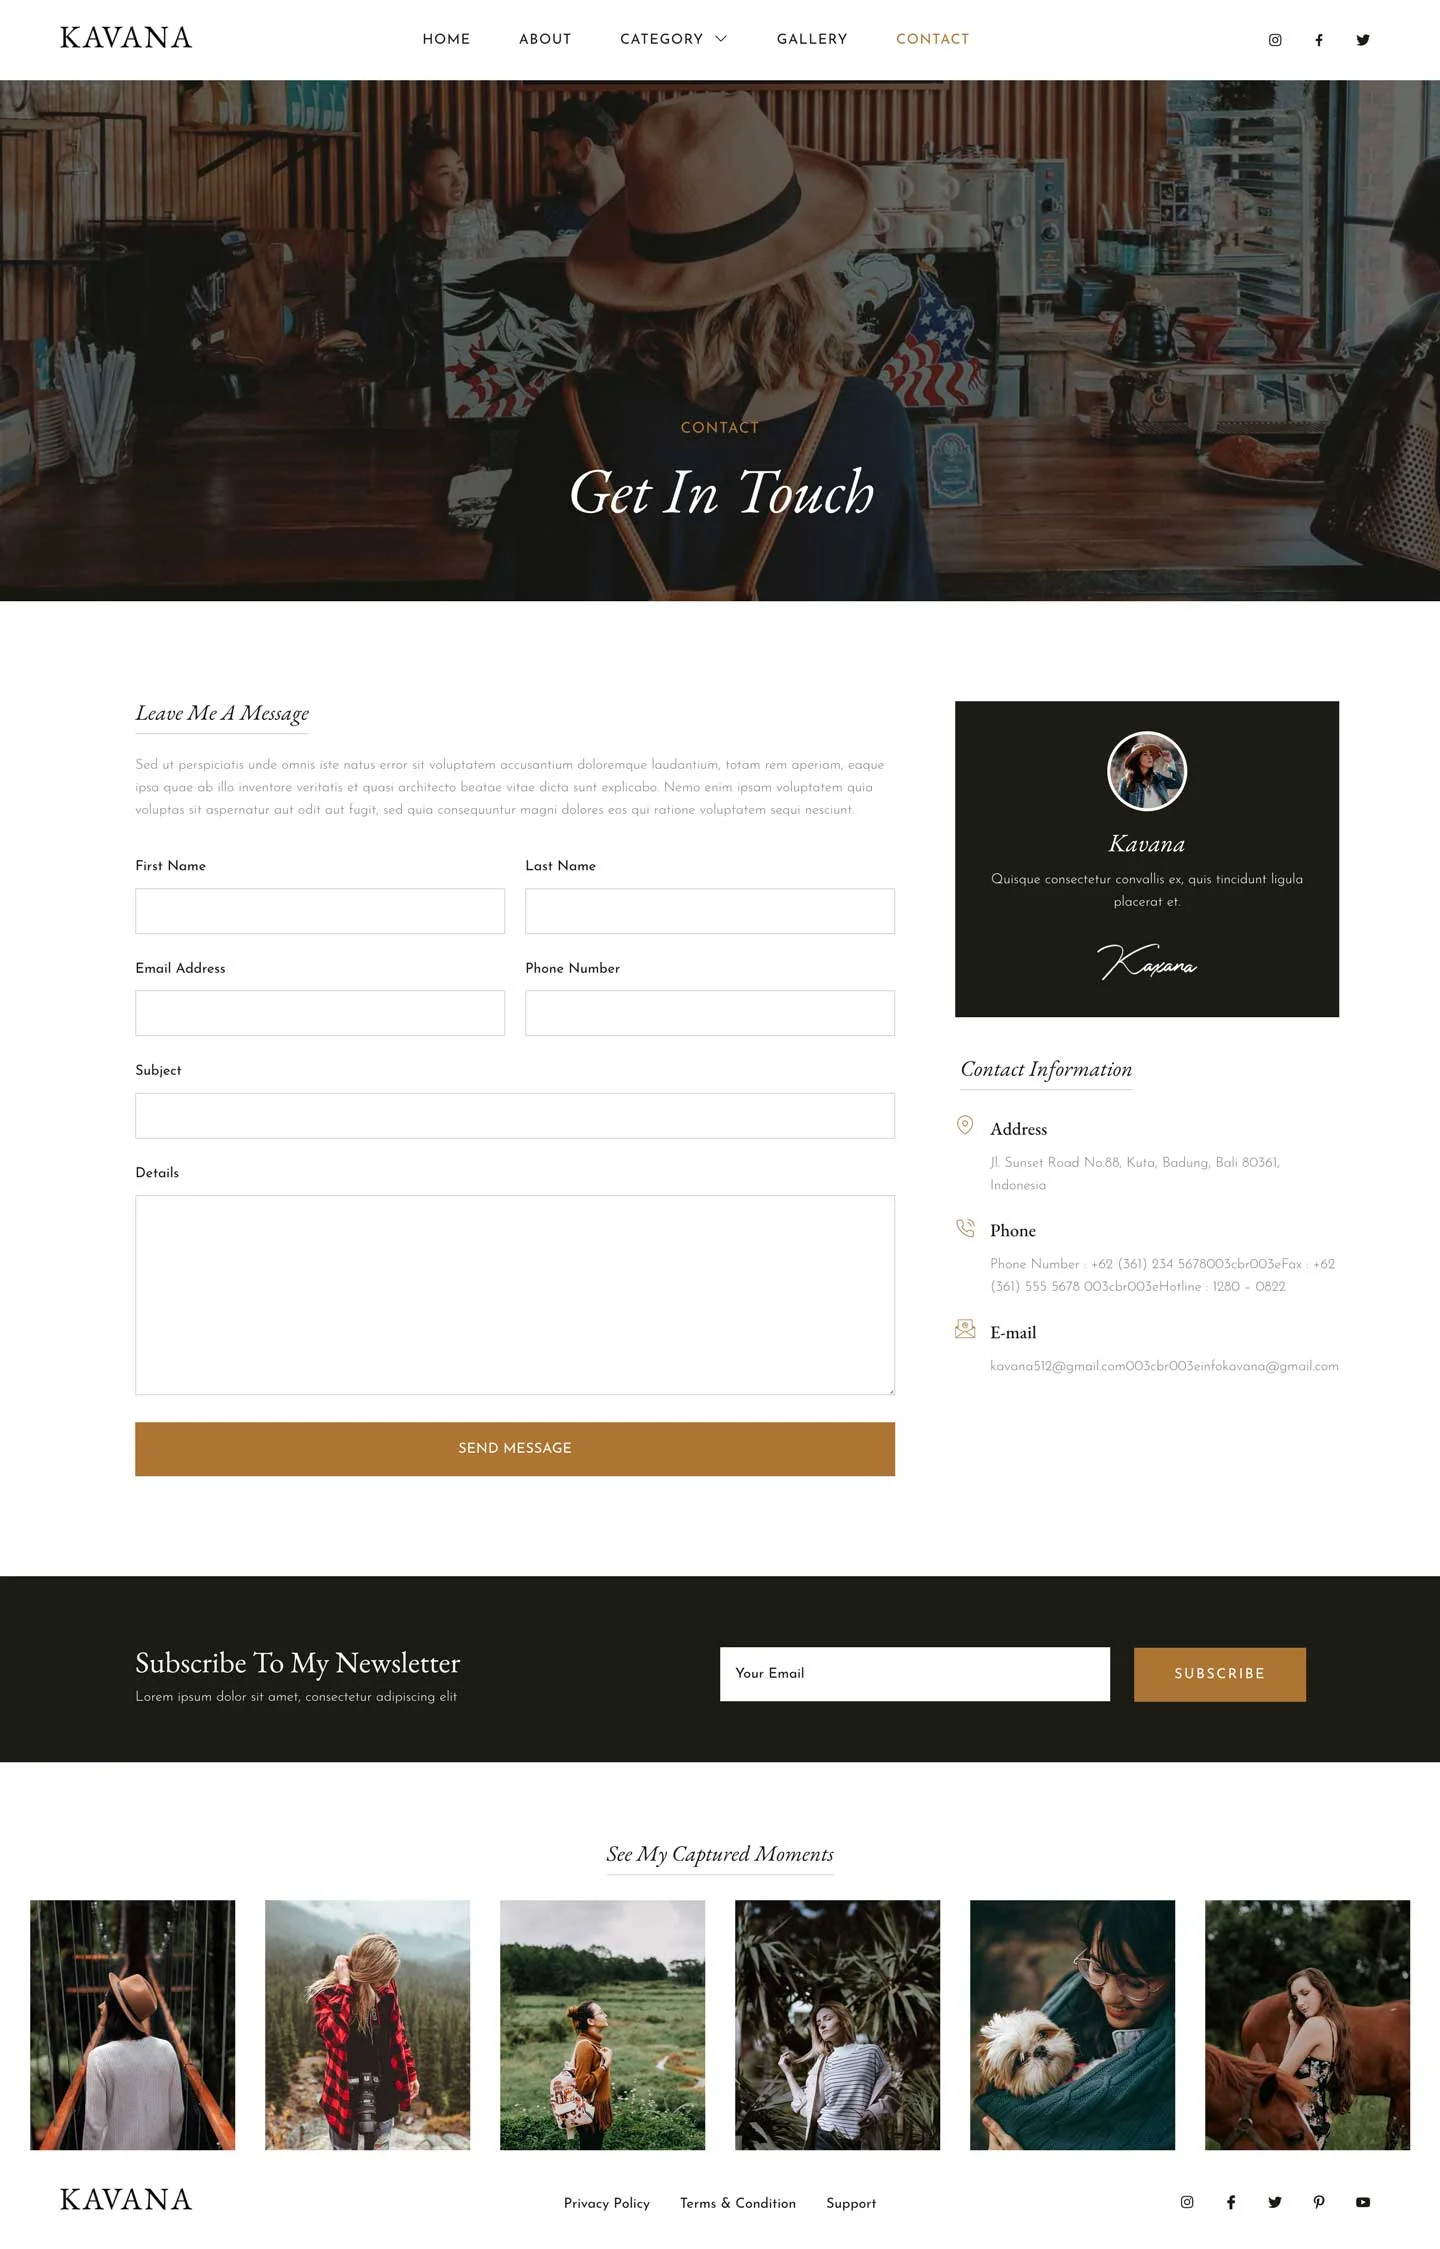 KAVANA
HOME ABOUT CATEGORY GALLERY CONTACT
CONTACT
Get In Touch
Leave Me A Message
Sed ut perspiciatis unde omnis iste natus error sit voluptatem accusantium doloremque laudantium, totam rem aperiam, eaque
ipsa quae ab illo inventore veritatis et quasi architecto beatae vitae dicta sunt explicabo. Nemo enim ipsam voluptatem quia
voluptas sit aspernatur aut odit aut fugit, sed quia consequuntur magni dolores eos qui ratione voluptatem sequi nesciunt.
First Name
Last Name
Email Address
Phone Number
Subject
Details
SEND MESSAGE
Kavana
Quisque consectetur convallis ex, quis tincidunt ligula
placerat et.
Kaxana
Contact Information
Address
Jl. Sunset Road No.88, Kuta, Badung, Bali 80361,
Indonesia
Phone
Phone Number : +62 (361) 234 5678003cbr003eFax : +62
(361) 555 5678 003cbr003eHotline : 1280 – 0822
E-mail
kavana512@gmail.com003cbr003einfokavana@gmail.com
Subscribe To My Newsletter
Lorem ipsum dolor sit amet, consectetur adipiscing elit
Your Email
SUBSCRIBE
See My Captured Moments
KAVANA
Privacy Policy Terms & Condition Support